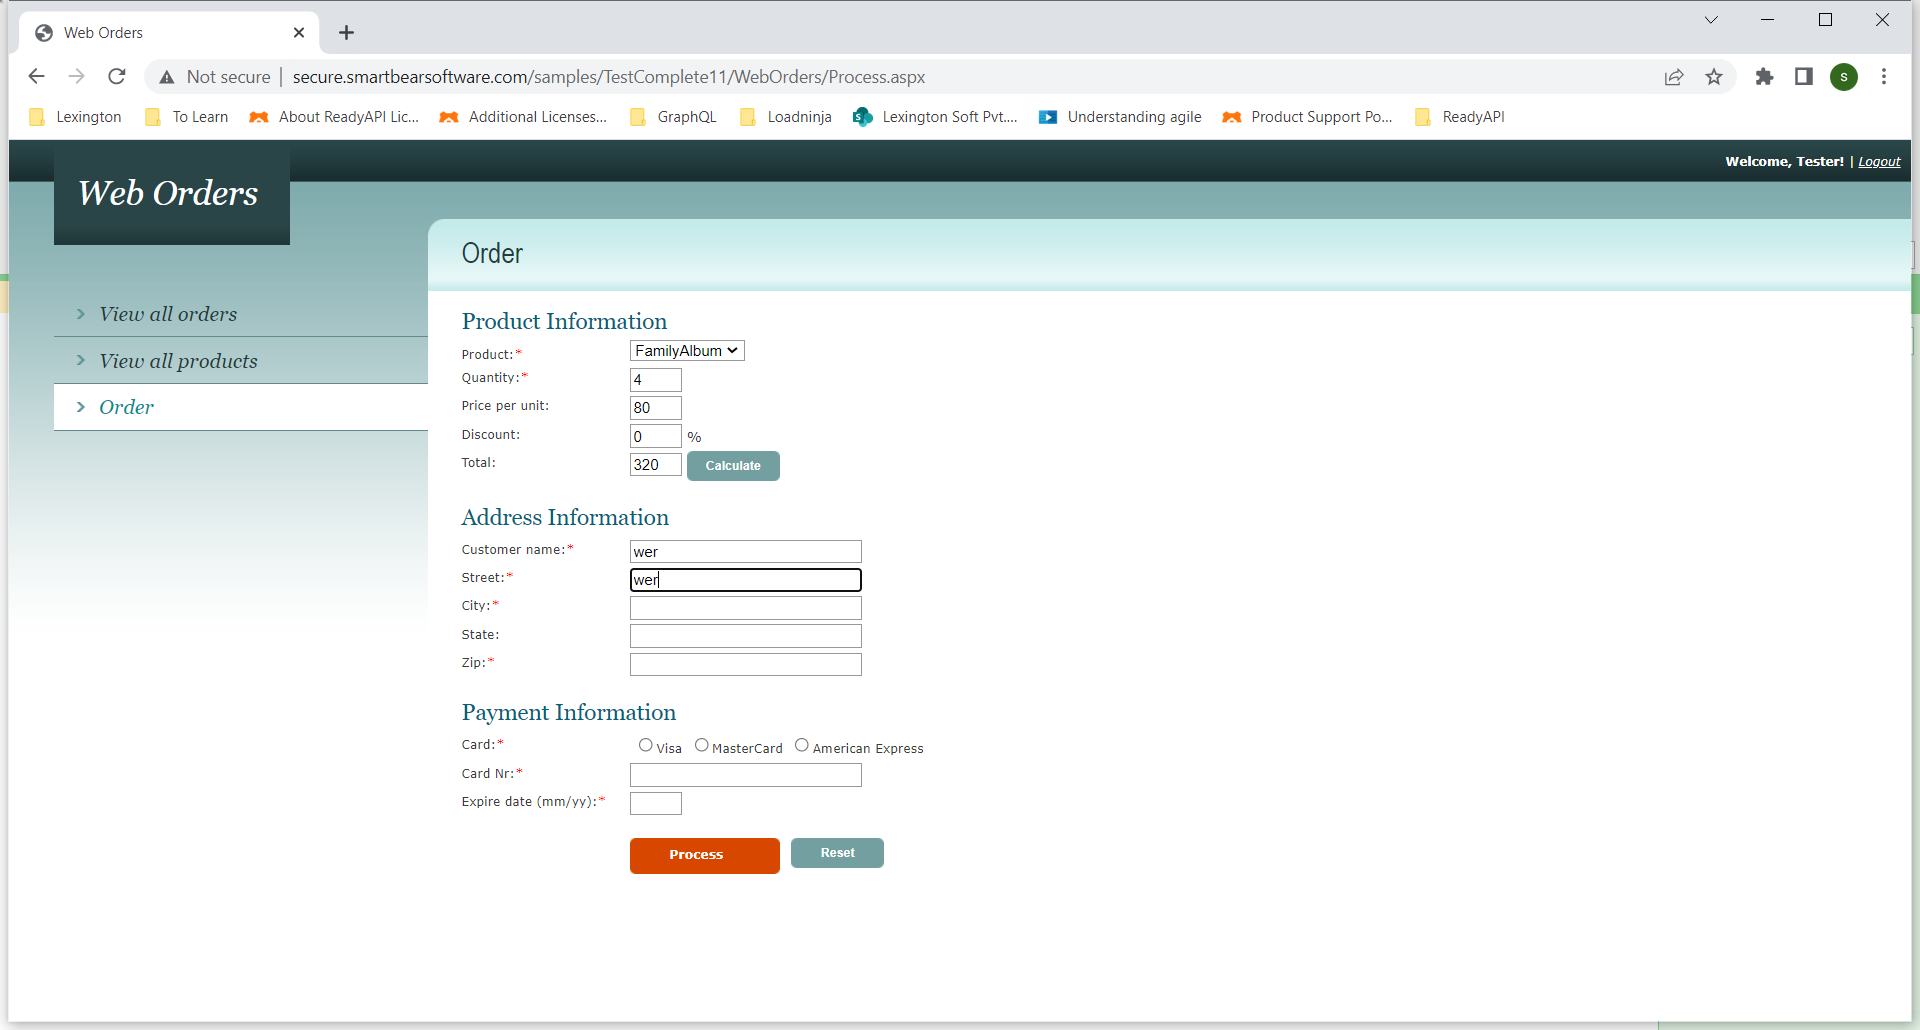 Web Orders
Not secure | secure.smartbearsoftware.com/samples/TestComplete11/WebOrders/Process.aspx
S
Lexington To Learn About ReadyAPI Lic... Additional Licenses... GraphQL Loadninja Lexington Soft Pvt.... Understanding agile Product Support Po... ReadyAPI
Welcome, Tester! | Logout
Web Orders
Order
View all orders
View all products
Order
Product Information
Product:* FamilyAlbum
Quantity:* 4
Price per unit: 80
Discount: 0 %
Total: 320 Calculate
Address Information
Customer name:* wer
Street:* wer
City:*
State:
Zip:*
Payment Information
Card:* Visa MasterCard American Express
Card Nr:*
Expire date (mm/yy):*
Process Reset